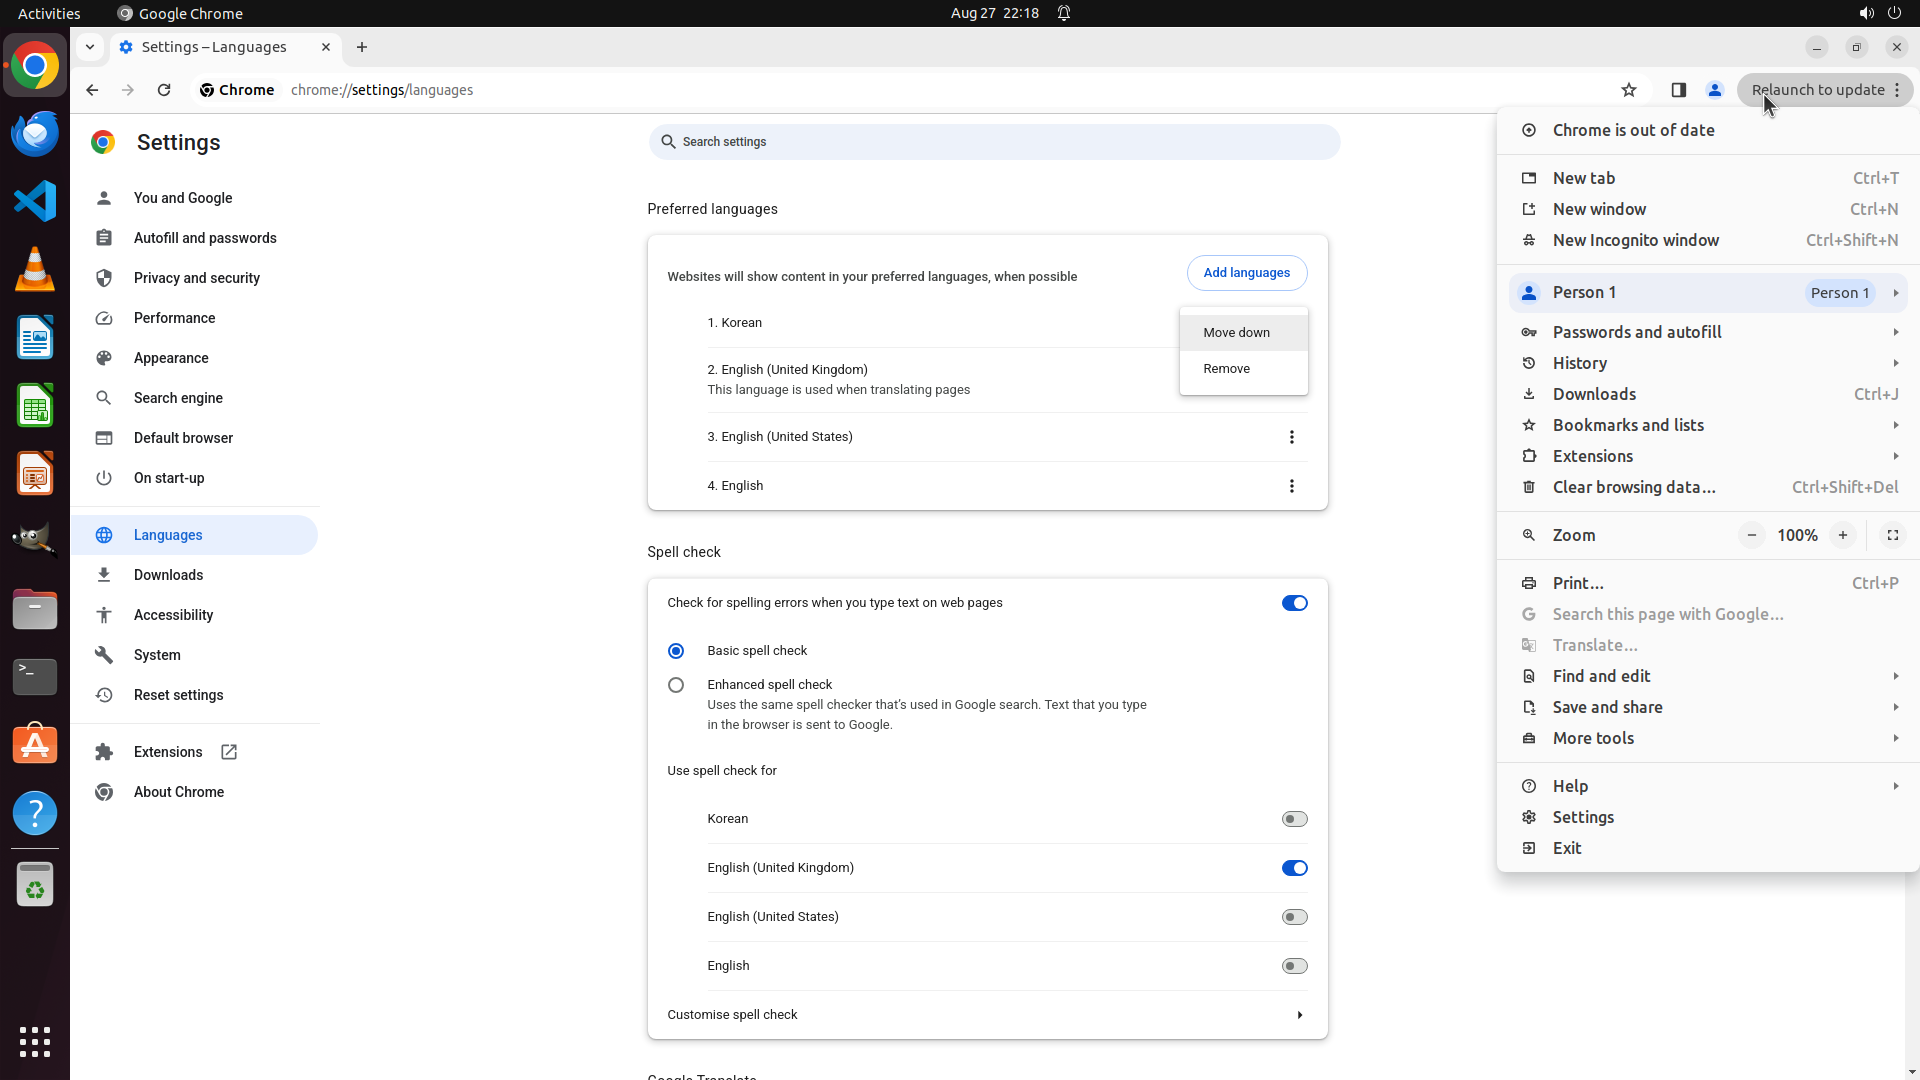 Activities
Google Chrome
Aug 27 22:18
Settings – Languages
Chrome
chrome://settings/languages
Relaunch to update
Settings
Search settings
You and Google
Autofill and passwords
Privacy and security
Performance
Appearance
Search engine
Default browser
On start-up
Languages
Downloads
Accessibility
System
Reset settings
Extensions
About Chrome
Preferred languages
Websites will show content in your preferred languages, when possible
Add languages
1. Korean
Move down
Remove
2. English (United Kingdom)
This language is used when translating pages
3. English (United States)
4. English
Spell check
Check for spelling errors when you type text on web pages
Basic spell check
Enhanced spell check
Uses the same spell checker that's used in Google search. Text that you type
in the browser is sent to Google.
Use spell check for
Korean
English (United Kingdom)
English (United States)
English
Customise spell check
Google Translate
Chrome is out of date
New tab Ctrl+T
New window Ctrl+N
New Incognito window Ctrl+Shift+N
Person 1 Person 1
Passwords and autofill
History
Downloads Ctrl+J
Bookmarks and lists
Extensions
Clear browsing data... Ctrl+Shift+Del
Zoom 100%
Print... Ctrl+P
Search this page with Google...
Translate...
Find and edit
Save and share
More tools
Help
Settings
Exit